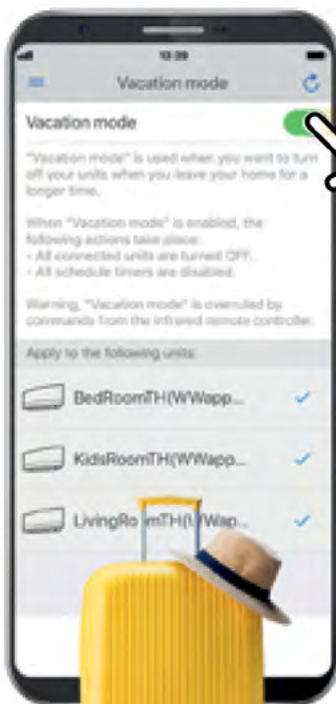 13:39
Vacation mode
Vacation mode
"Vacation mode" is used when you want to turn
off your units when you leave your home for a
longer time.
When "Vacation mode" is enabled, the
following actions take place:
- All connected units are turned OFF.
- All schedule timers are disabled.
Warning, "Vacation mode" is overruled by
commands from the infrared remote controller.
Apply to the following units:
BedRoomTH(WWapp...
KidsRoomTH(WWapp...
LivingRo mTH( Wap...